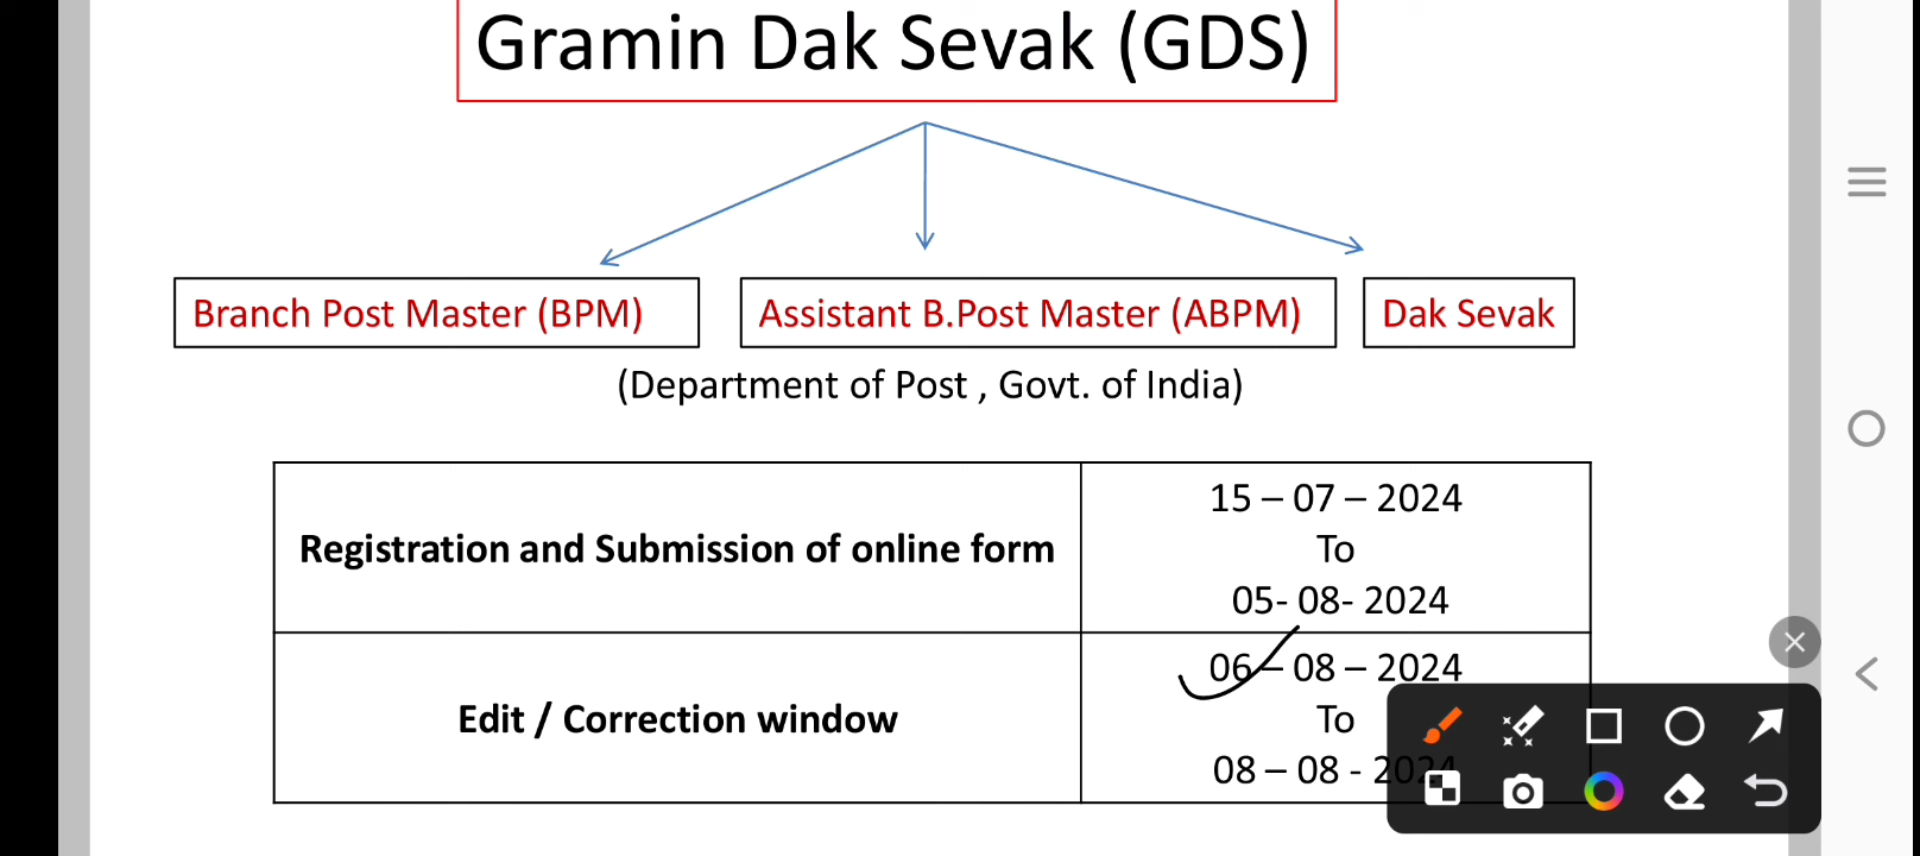 Gramin Dak Sevak (GDS)
Branch Post Master (BPM)
Assistant B.Post Master (ABPM)
Dak Sevak
(Department of Post , Govt. of India)
Registration and Submission of online form
15 – 07 – 2024
To
05- 08- 2024
Edit / Correction window
06 – 08 – 2024
To
08 – 08 - 2024